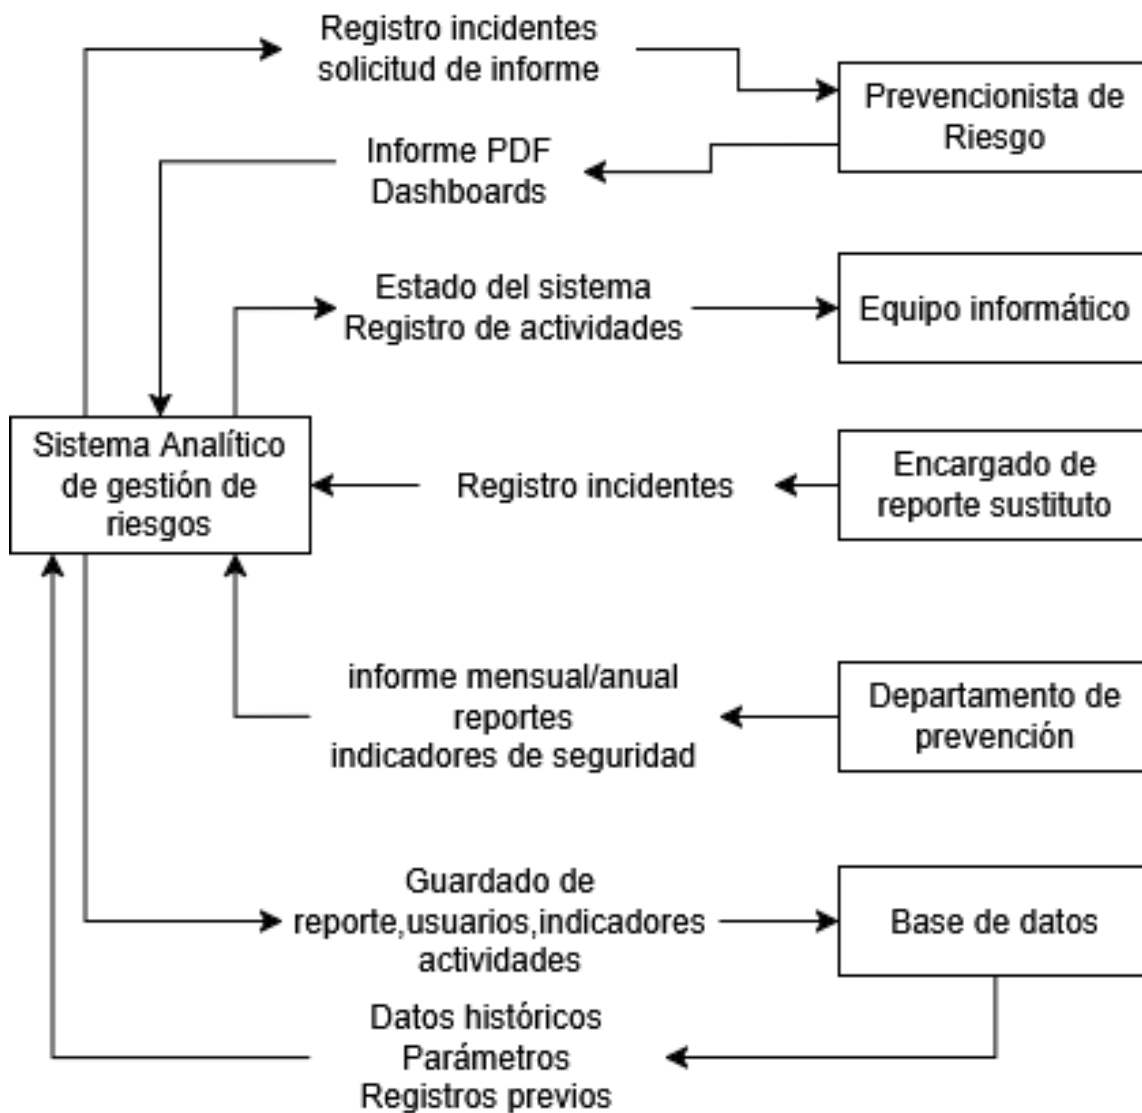 Registro incidentes
solicitud de informe
Prevencionista de
Riesgo
Informe PDF
Dashboards
Estado del sistema
Registro de actividades
Equipo informático
Sistema Analítico
de gestión de
riesgos
Registro incidentes
Encargado de
reporte sustituto
informe mensual/anual
reportes
indicadores de seguridad
Departamento de
prevención
Guardado de
reporte,usuarios,indicadores
actividades
Base de datos
Datos históricos
Parámetros
Registros previos